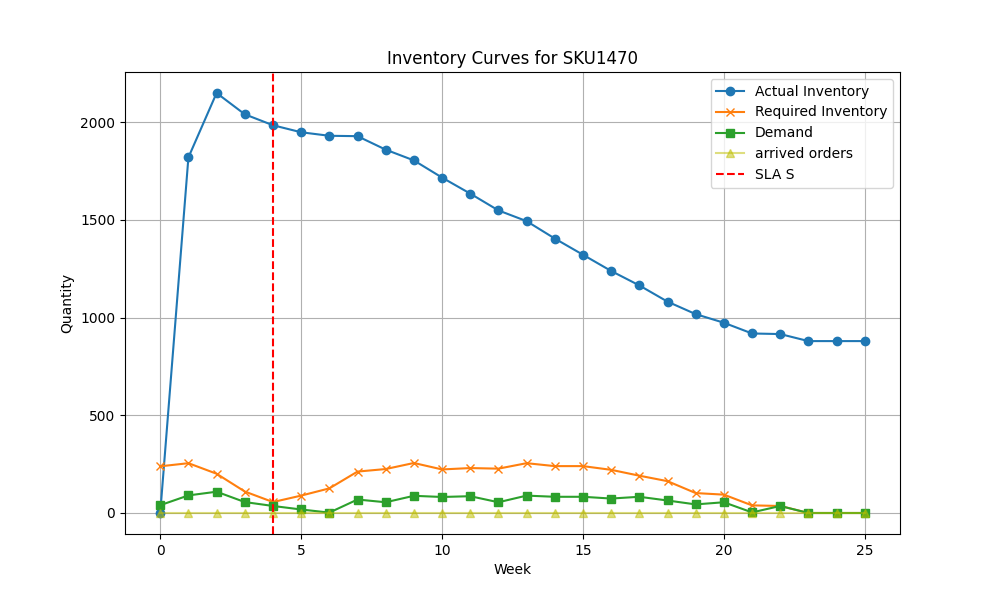 Inventory Curves for SKU1470
Actual Inventory
Required Inventory
Demand
arrived orders
SLA S
Quantity
2000
1500
1000
500
0
0 5 10 15 20 25
Week